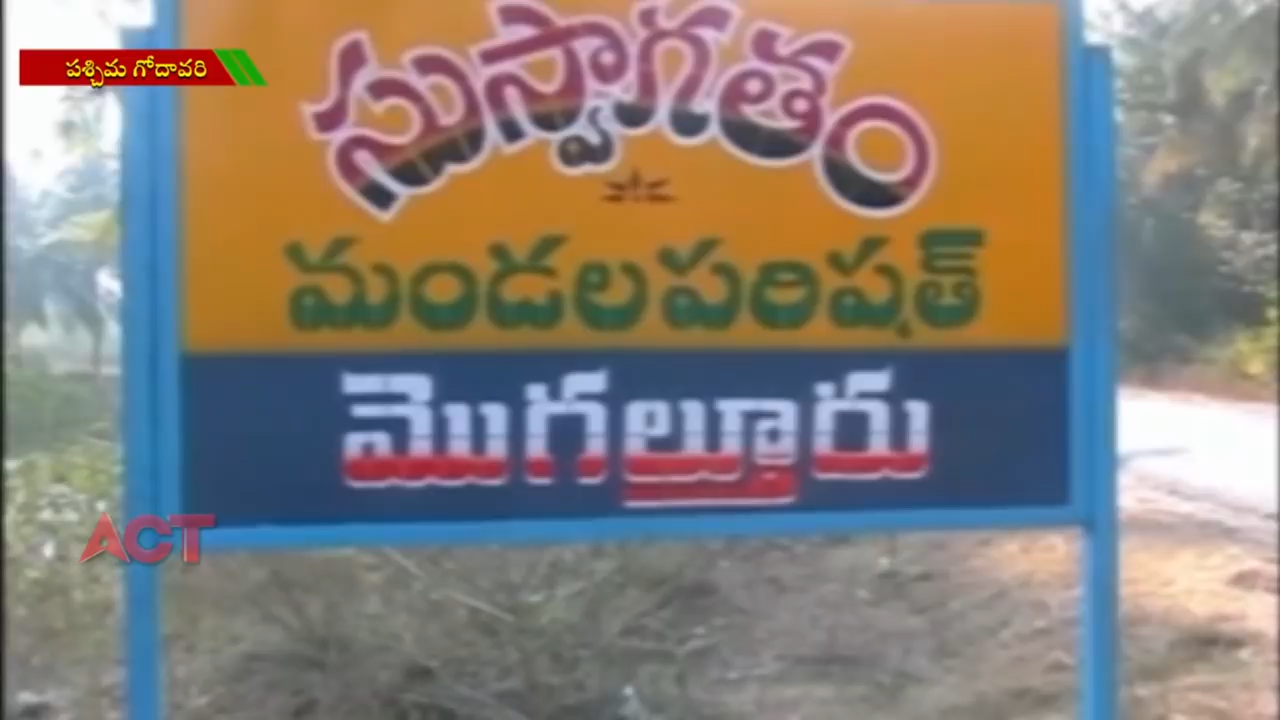 పశ్చిమ గోదావరి
సుస్వాగతం
మండలపరిషత్
మొగల్తూరు
ACT